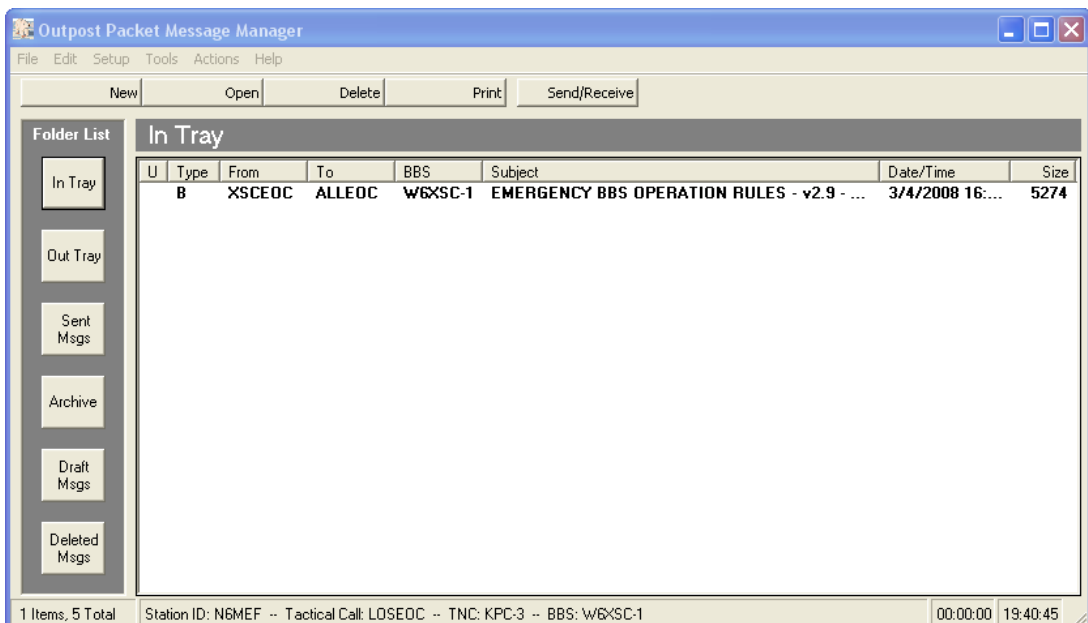 Outpost Packet Message Manager
File Edit Setup Tools Actions Help
New Open Delete Print Send/Receive
Folder List
In Tray
Out Tray
Sent
Msgs
Archive
Draft
Msgs
Deleted
Msgs
In Tray
U Type From To BBS Subject Date/Time Size
B XSCEOC ALLEOC W6XSC-1 EMERGENCY BBS OPERATION RULES - v2.9 - ... 3/4/2008 16:... 5274
1 Items, 5 Total Station ID: N6MEF -- Tactical Call: LOSEOC -- TNC: KPC-3 -- BBS: W6XSC-1 00:00:00 19:40:45